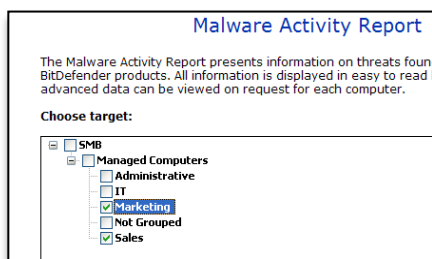 Malware Activity Report
The Malware Activity Report presents information on threats foun
BitDefender products. All information is displayed in easy to read
advanced data can be viewed on request for each computer.
Choose target:
SMB
Managed Computers
Administrative
IT
Marketing
Not Grouped
Sales